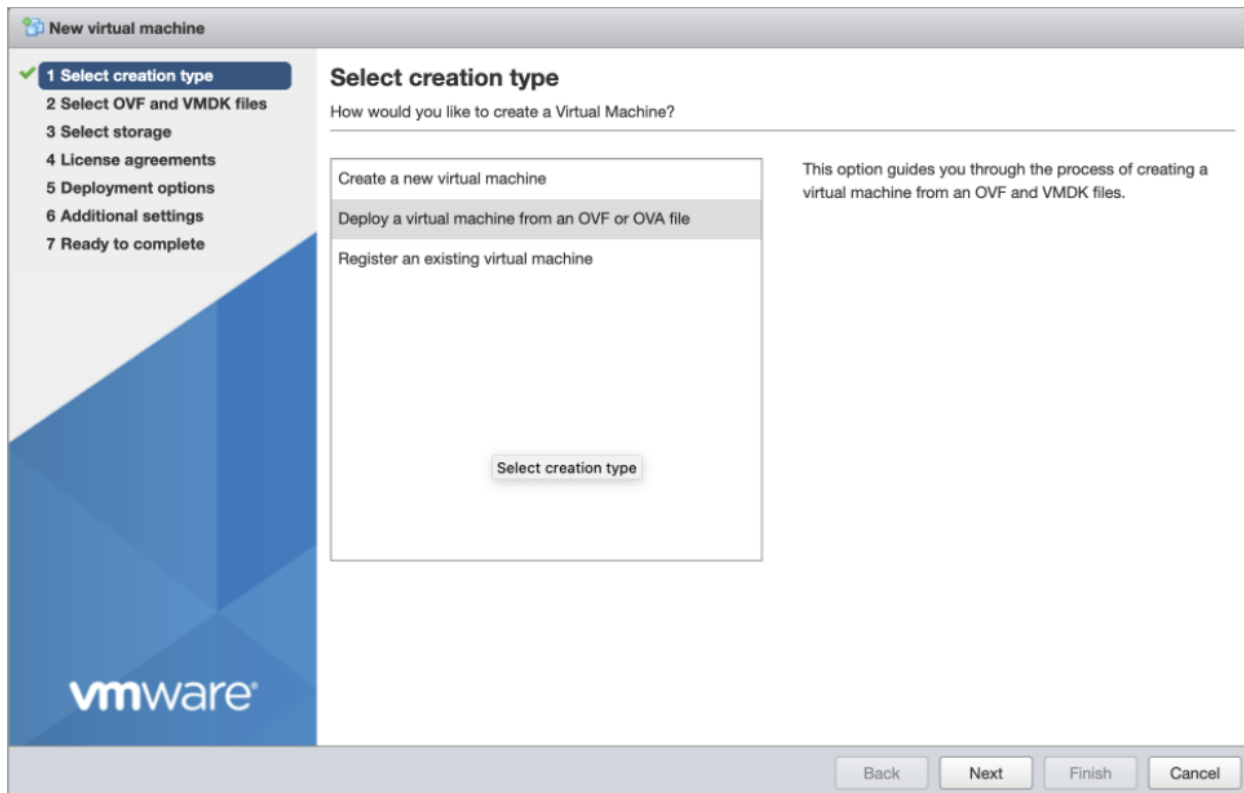 New virtual machine
1 Select creation type
2 Select OVF and VMDK files
3 Select storage
4 License agreements
5 Deployment options
6 Additional settings
7 Ready to complete
vmware®
Select creation type
How would you like to create a Virtual Machine?
Create a new virtual machine
Deploy a virtual machine from an OVF or OVA file
Register an existing virtual machine
Select creation type
This option guides you through the process of creating a
virtual machine from an OVF and VMDK files.
Back
Next
Finish
Cancel